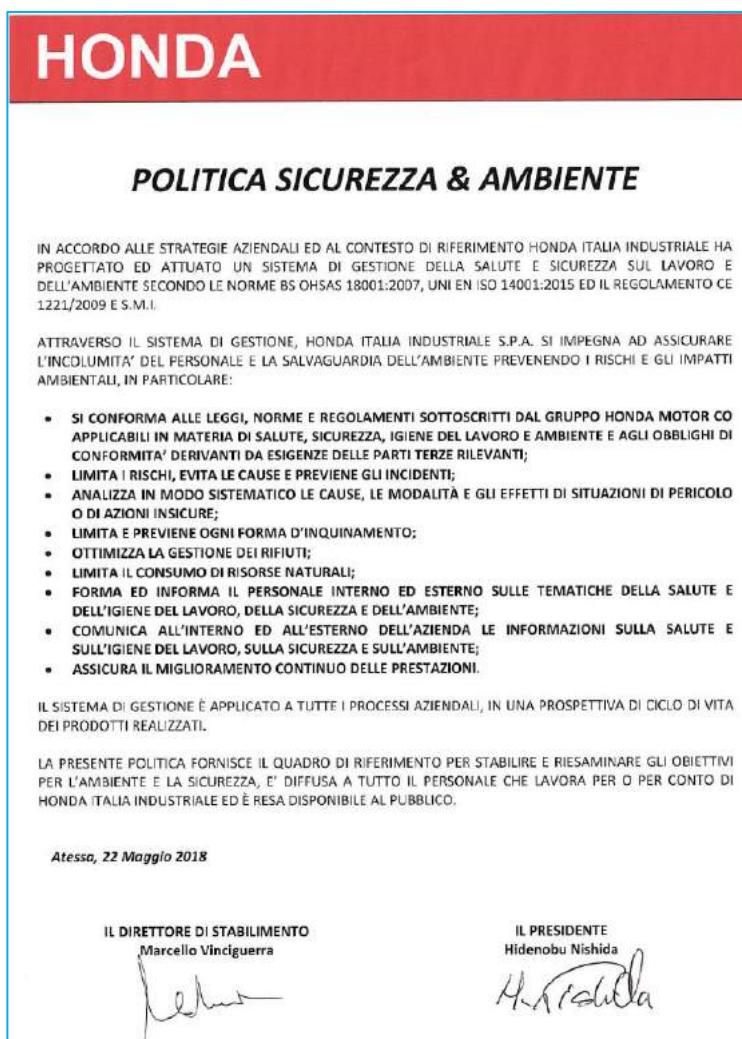 HONDA
POLITICA SICUREZZA & AMBIENTE
IN ACCORDO ALLE STRATEGIE AZIENDALI ED AL CONTESTO DI RIFERIMENTO HONDA ITALIA INDUSTRIALE HA
PROGETTATO ED ATTUATO UN SISTEMA DI GESTIONE DELLA SALUTE E SICUREZZA SUL LAVORO E
DELL'AMBIENTE SECONDO LE NORME BS OHSAS 18001:2007, UNI EN ISO 14001:2015 ED IL REGOLAMENTO CE
1221/2009 E S.M.I.
ATTRAVERSO IL SISTEMA DI GESTIONE, HONDA ITALIA INDUSTRIALE S.P.A. SI IMPEGNA AD ASSICURARE
L'INCOLUMITA' DEL PERSONALE E LA SALVAGUARDIA DELL'AMBIENTE PREVENENDO I RISCHI E GLI IMPATTI
AMBIENTALI, IN PARTICOLARE:
• SI CONFORMA ALLE LEGGI, NORME E REGOLAMENTI SOTTOSCRITTI DAL GRUPPO HONDA MOTOR CO
APPLICABILI IN MATERIA DI SALUTE, SICUREZZA, IGIENE DEL LAVORO E AMBIENTE E AGLI OBBLIGHI DI
CONFORMITA' DERIVANTI DA ESIGENZE DELLE PARTI TERZE RILEVANTI;
• LIMITA I RISCHI, EVITA LE CAUSE E PREVIENE GLI INCIDENTI;
• ANALIZZA IN MODO SISTEMATICO LE CAUSE, LE MODALITÀ E GLI EFFETTI DI SITUAZIONI DI PERICOLO
O DI AZIONI INSICURE;
• LIMITA E PREVIENE OGNI FORMA D'INQUINAMENTO;
• OTTIMIZZA LA GESTIONE DEI RIFIUTI;
• LIMITA IL CONSUMO DI RISORSE NATURALI;
• FORMA ED INFORMA IL PERSONALE INTERNO ED ESTERNO SULLE TEMATICHE DELLA SALUTE E
DELL'IGIENE DEL LAVORO, DELLA SICUREZZA E DELL'AMBIENTE;
• COMUNICA ALL'INTERNO ED ALL'ESTERNO DELL'AZIENDA LE INFORMAZIONI SULLA SALUTE E
SULL'IGIENE DEL LAVORO, SULLA SICUREZZA E SULL'AMBIENTE;
• ASSICURA IL MIGLIORAMENTO CONTINUO DELLE PRESTAZIONI.
IL SISTEMA DI GESTIONE È APPLICATO A TUTTE I PROCESSI AZIENDALI, IN UNA PROSPETTIVA DI CICLO DI VITA
DEI PRODOTTI REALIZZATI.
LA PRESENTE POLITICA FORNISCE IL QUADRO DI RIFERIMENTO PER STABILIRE E RIESAMINARE GLI OBIETTIVI
PER L'AMBIENTE E LA SICUREZZA, E' DIFFUSA A TUTTO IL PERSONALE CHE LAVORA PER O PER CONTO DI
HONDA ITALIA INDUSTRIALE ED È RESA DISPONIBILE AL PUBBLICO.
Atessa, 22 Maggio 2018
IL DIRETTORE DI STABILIMENTO
Marcello Vinciguerra
IL PRESIDENTE
Hidenobu Nishida
H. Nishida